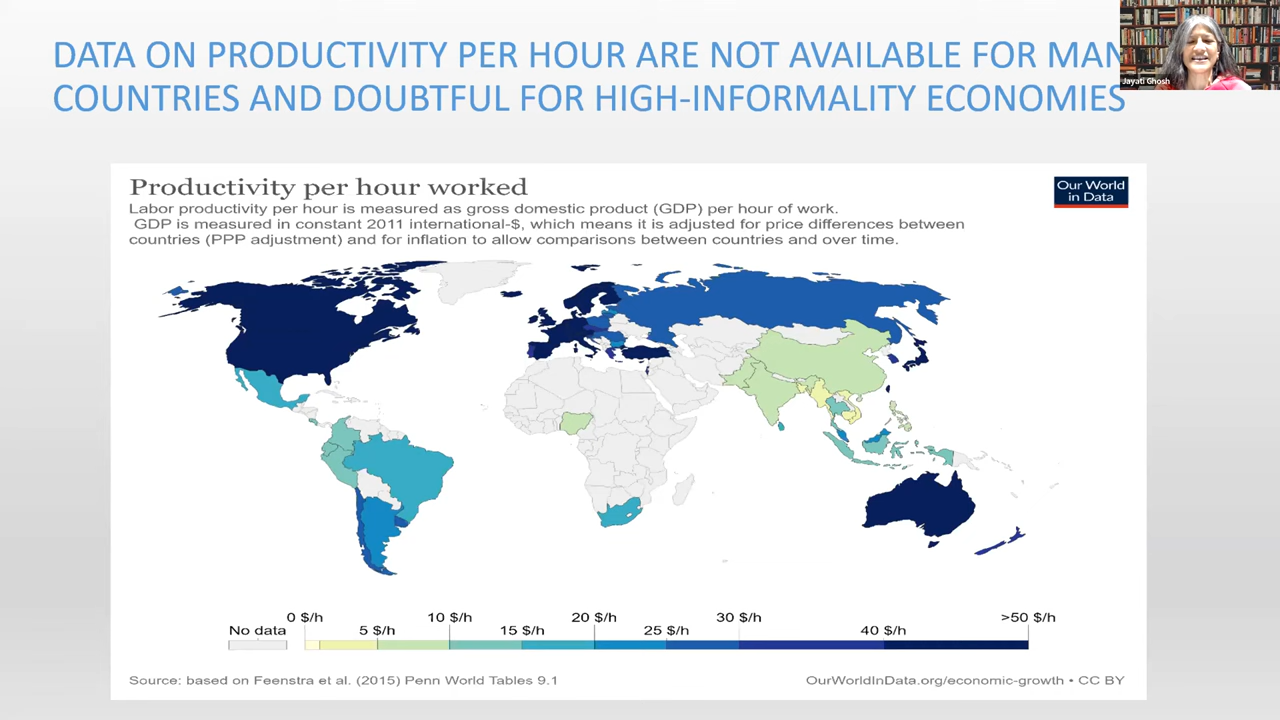 DATA ON PRODUCTIVITY PER HOUR ARE NOT AVAILABLE FOR MAN
COUNTRIES AND DOUBTFUL FOR HIGH-INFORMALITY ECONOMIES
Jayati Ghosh
Productivity per hour worked
Our World
in Data
Labor productivity per hour is measured as gross domestic product (GDP) per hour of work.
GDP is measured in constant 2011 international-$, which means it is adjusted for price differences between
countries (PPP adjustment) and for inflation to allow comparisons between countries and over time.
0 $/h 10 $/h 20 $/h 30 $/h >50 $/h
No data 5 $/h 15 $/h 25 $/h 40 $/h
Source: based on Feenstra et al. (2015) Penn World Tables 9.1
OurWorldInData.org/economic-growth • CC BY